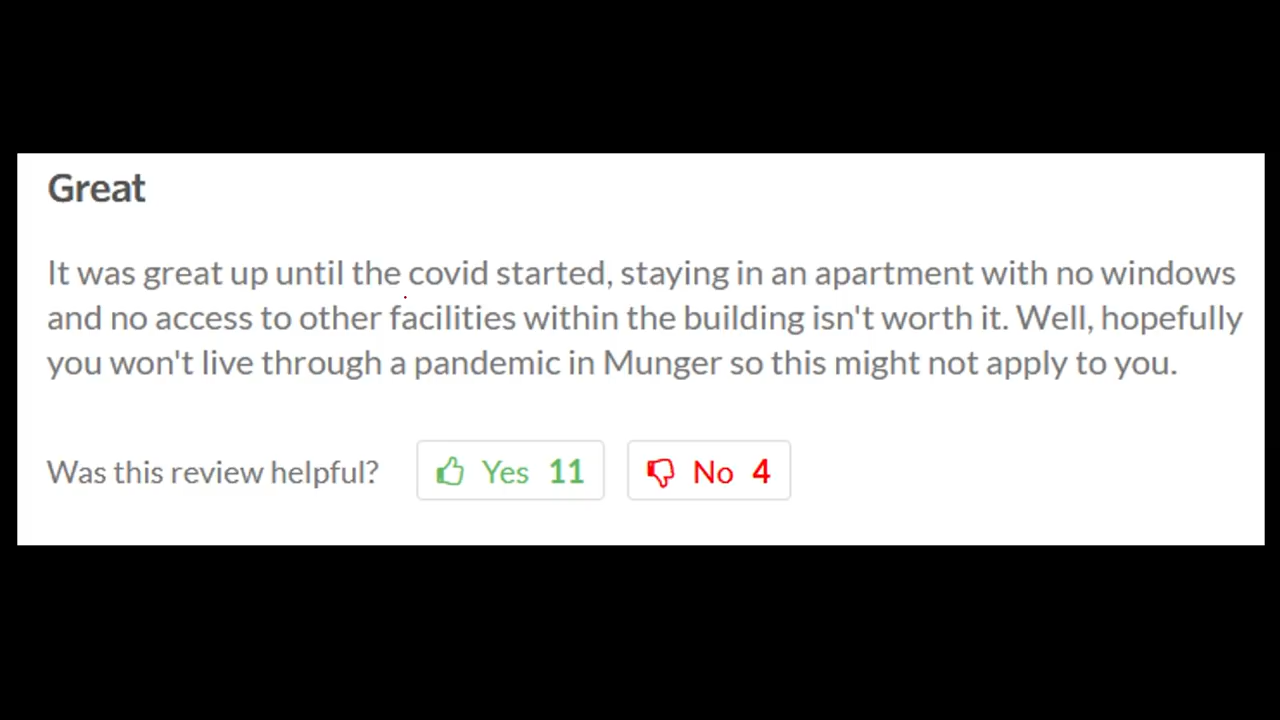 Great
It was great up until the covid started, staying in an apartment with no windows
and no access to other facilities within the building isn't worth it. Well, hopefully
you won't live through a pandemic in Munger so this might not apply to you.
Was this review helpful? Yes 11 No 4